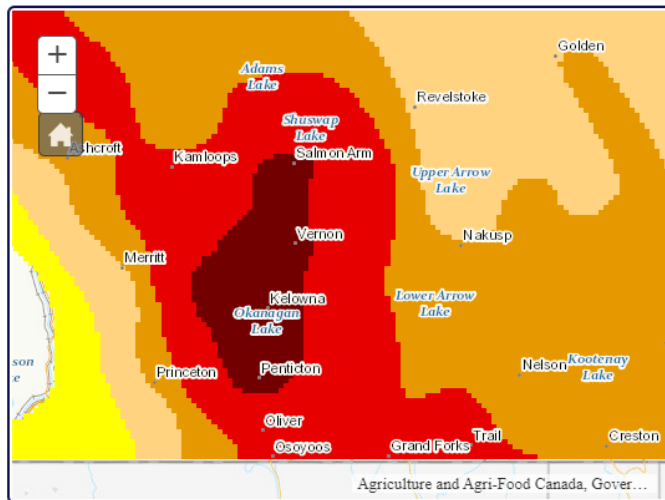 +
Golden
−
Adams
Lake
Revelstoke
Shuswap
Lake
Ashcroft
Kamloops
Salmon Arm
Upper Arrow
Lake
Vernon
Nakusp
Merritt
Kelowna
Lower Arrow
Lake
Okanagan
Lake
son
e
Princeton
Penticton
Nelson
Kootenay
Lake
Oliver
Osoyoos
Grand Forks
Trail
Creston
Agriculture and Agri-Food Canada, Gover...